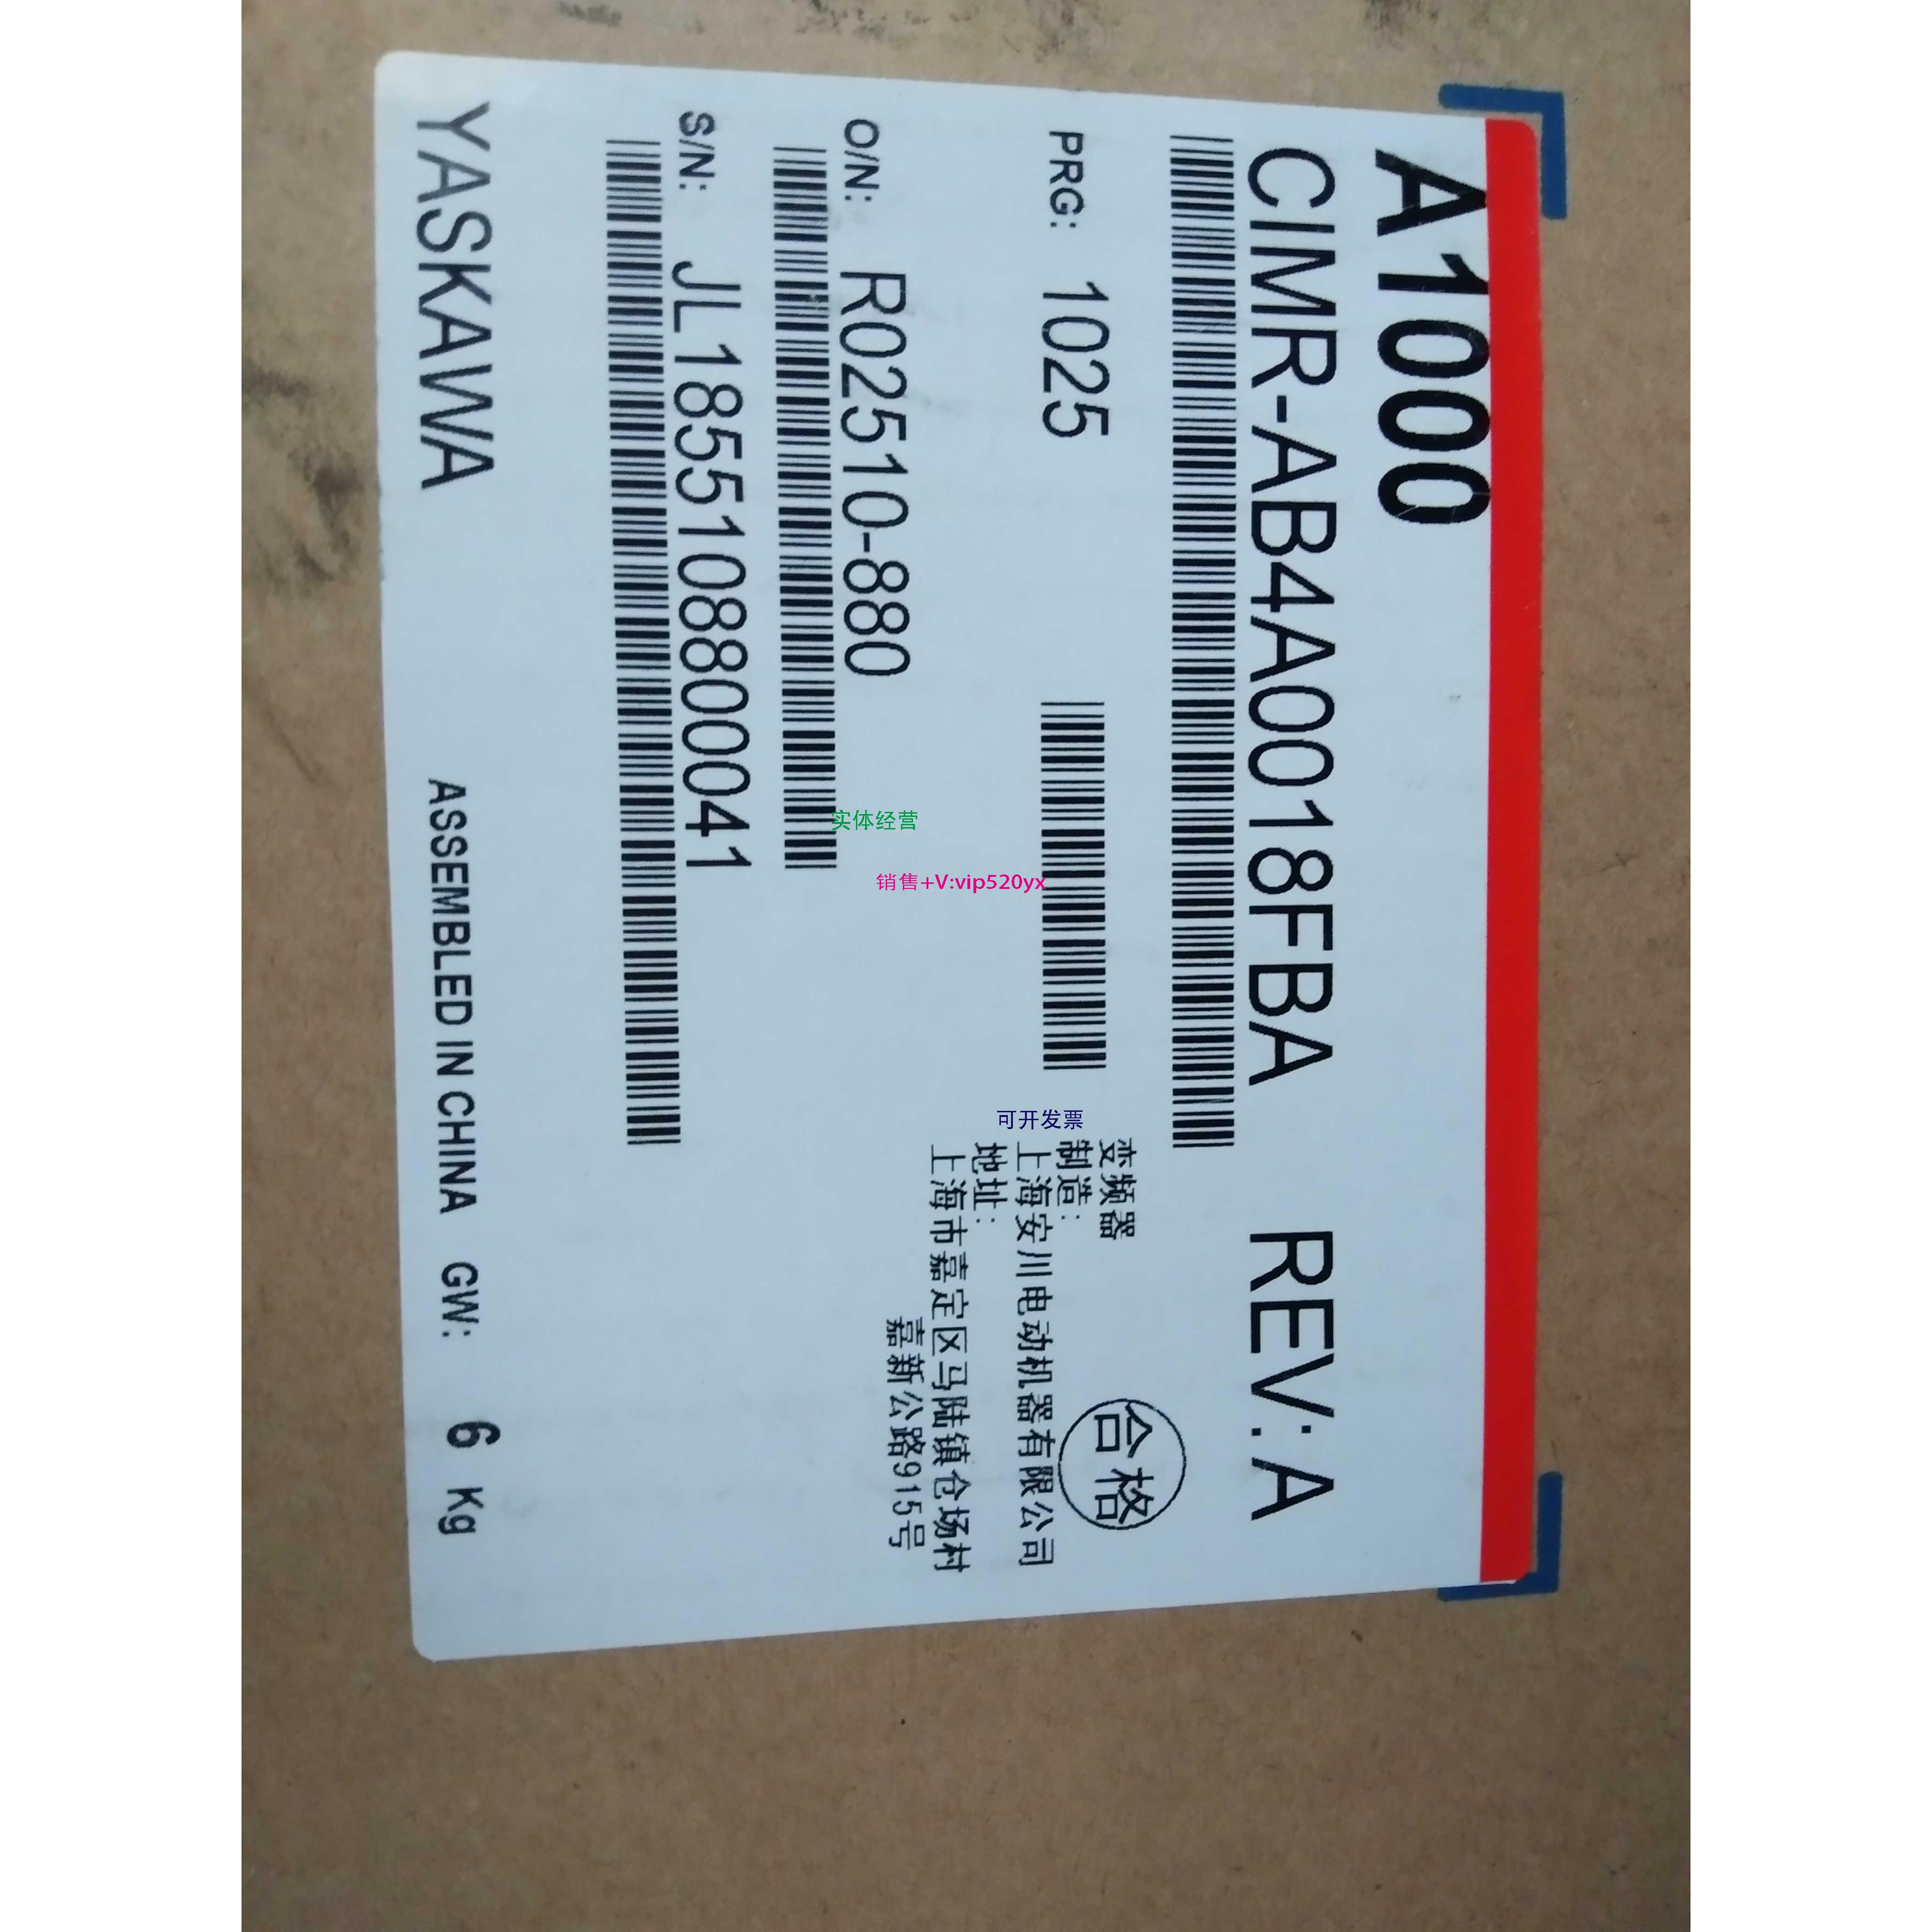 A1000
CIMR-AB4A0018FBA REV:A
PRG: 1025
变频器
制造:
上海安川电动机器有限公司
地址:
上海市嘉定区马陆镇仓场村
嘉新公路915号
合格
O/N: R02510-880
S/N: JL185510880041
YASKAWA ASSEMBLED IN CHINA GW: 6 Kg
实体经营
销售+V:vip520yx
可开发票